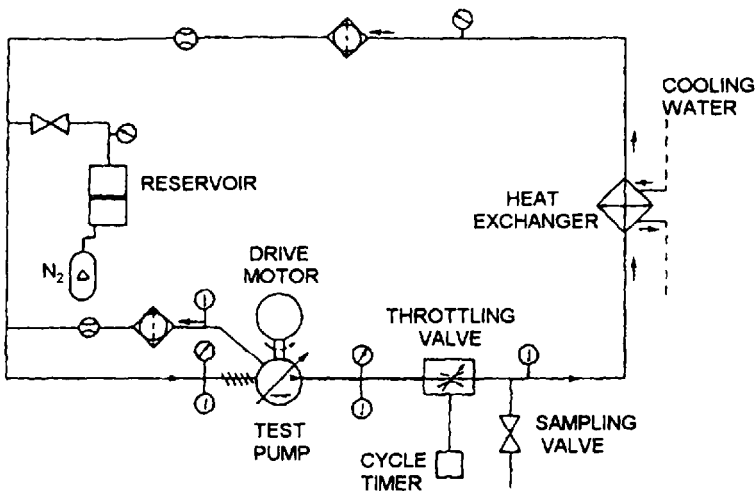 COOLING
WATER
RESERVOIR
HEAT
EXCHANGER
N₂
DRIVE
MOTOR
THROTTLING
VALVE
TEST
PUMP
CYCLE
TIMER
SAMPLING
VALVE